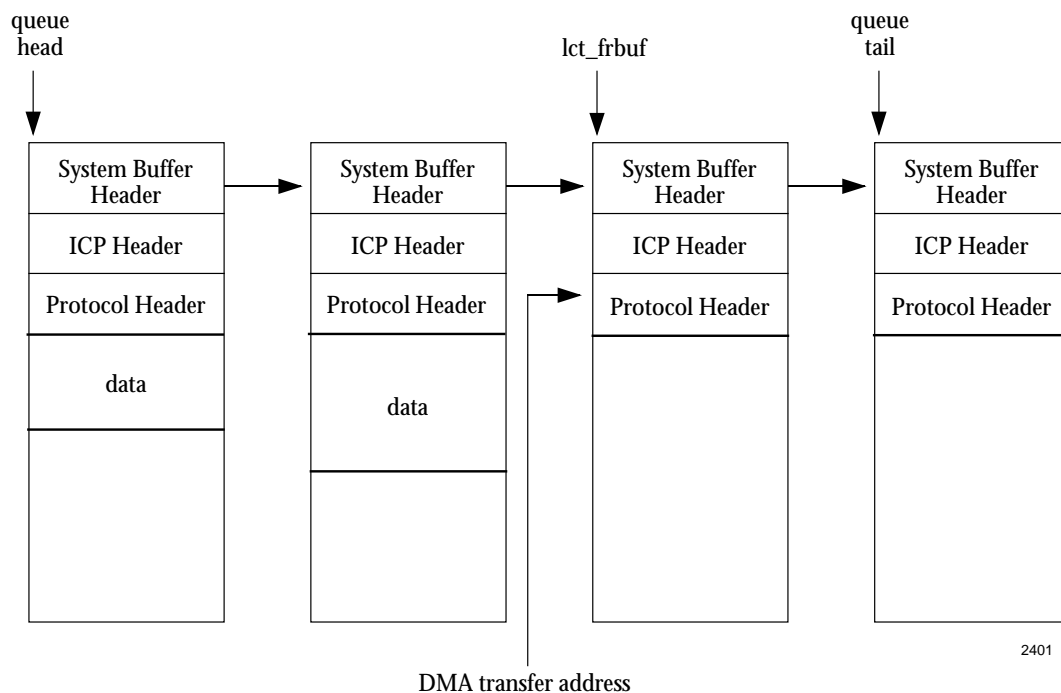 queue
head
lct_frbuf
queue
tail
System Buffer
Header
System Buffer
Header
System Buffer
Header
System Buffer
Header
ICP Header
ICP Header
ICP Header
ICP Header
Protocol Header
Protocol Header
Protocol Header
Protocol Header
data
data
2401
DMA transfer address